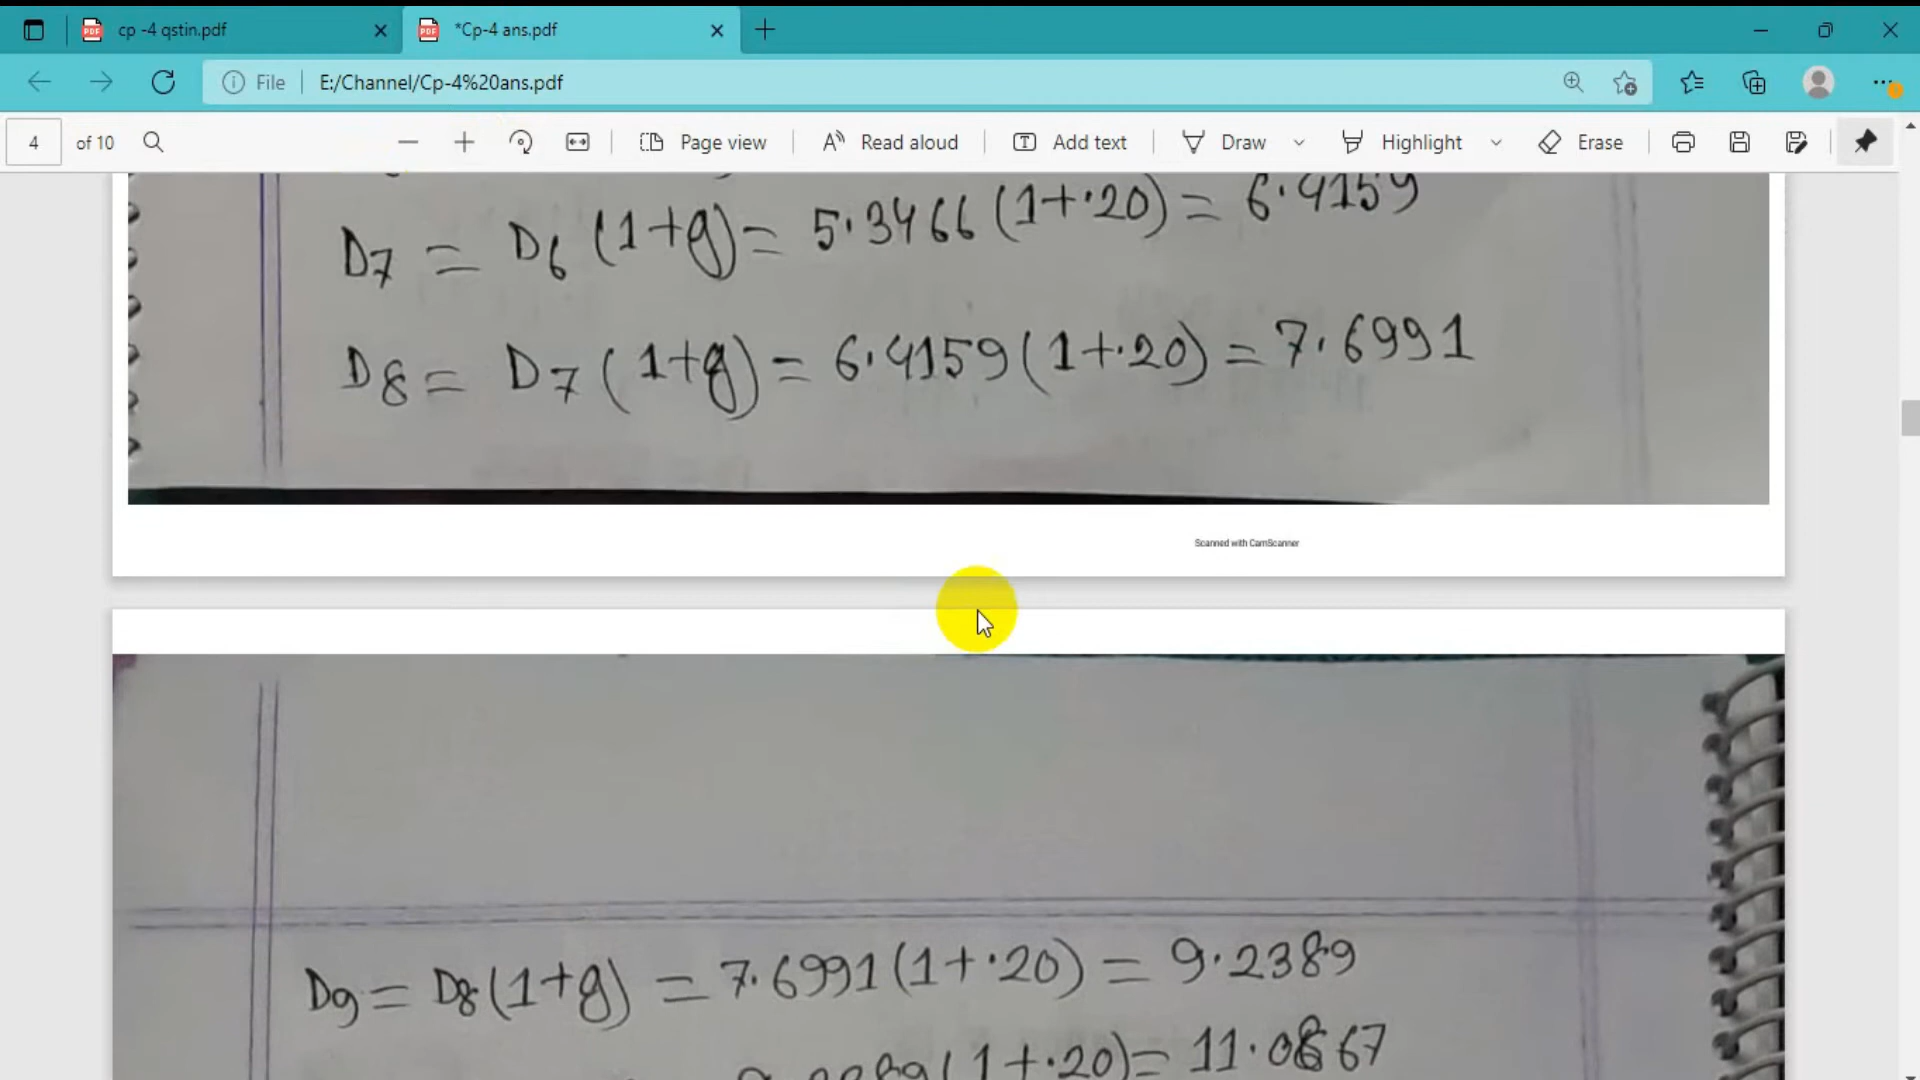 cp -4 qstin.pdf
*Cp-4 ans.pdf
File
E:/Channel/Cp-4%20ans.pdf
4 of 10
Page view
Read aloud
Add text
Draw
Highlight
Erase
D7 = D6 (1+g) = 5.3466 (1+.20) = 6.4159
D8 = D7 (1+g) = 6.4159 (1+.20) = 7.6991
Scanned with CamScanner
D9 = D8 (1+g) = 7.6991 (1+.20) = 9.2389
(1+.20) = 11.0867